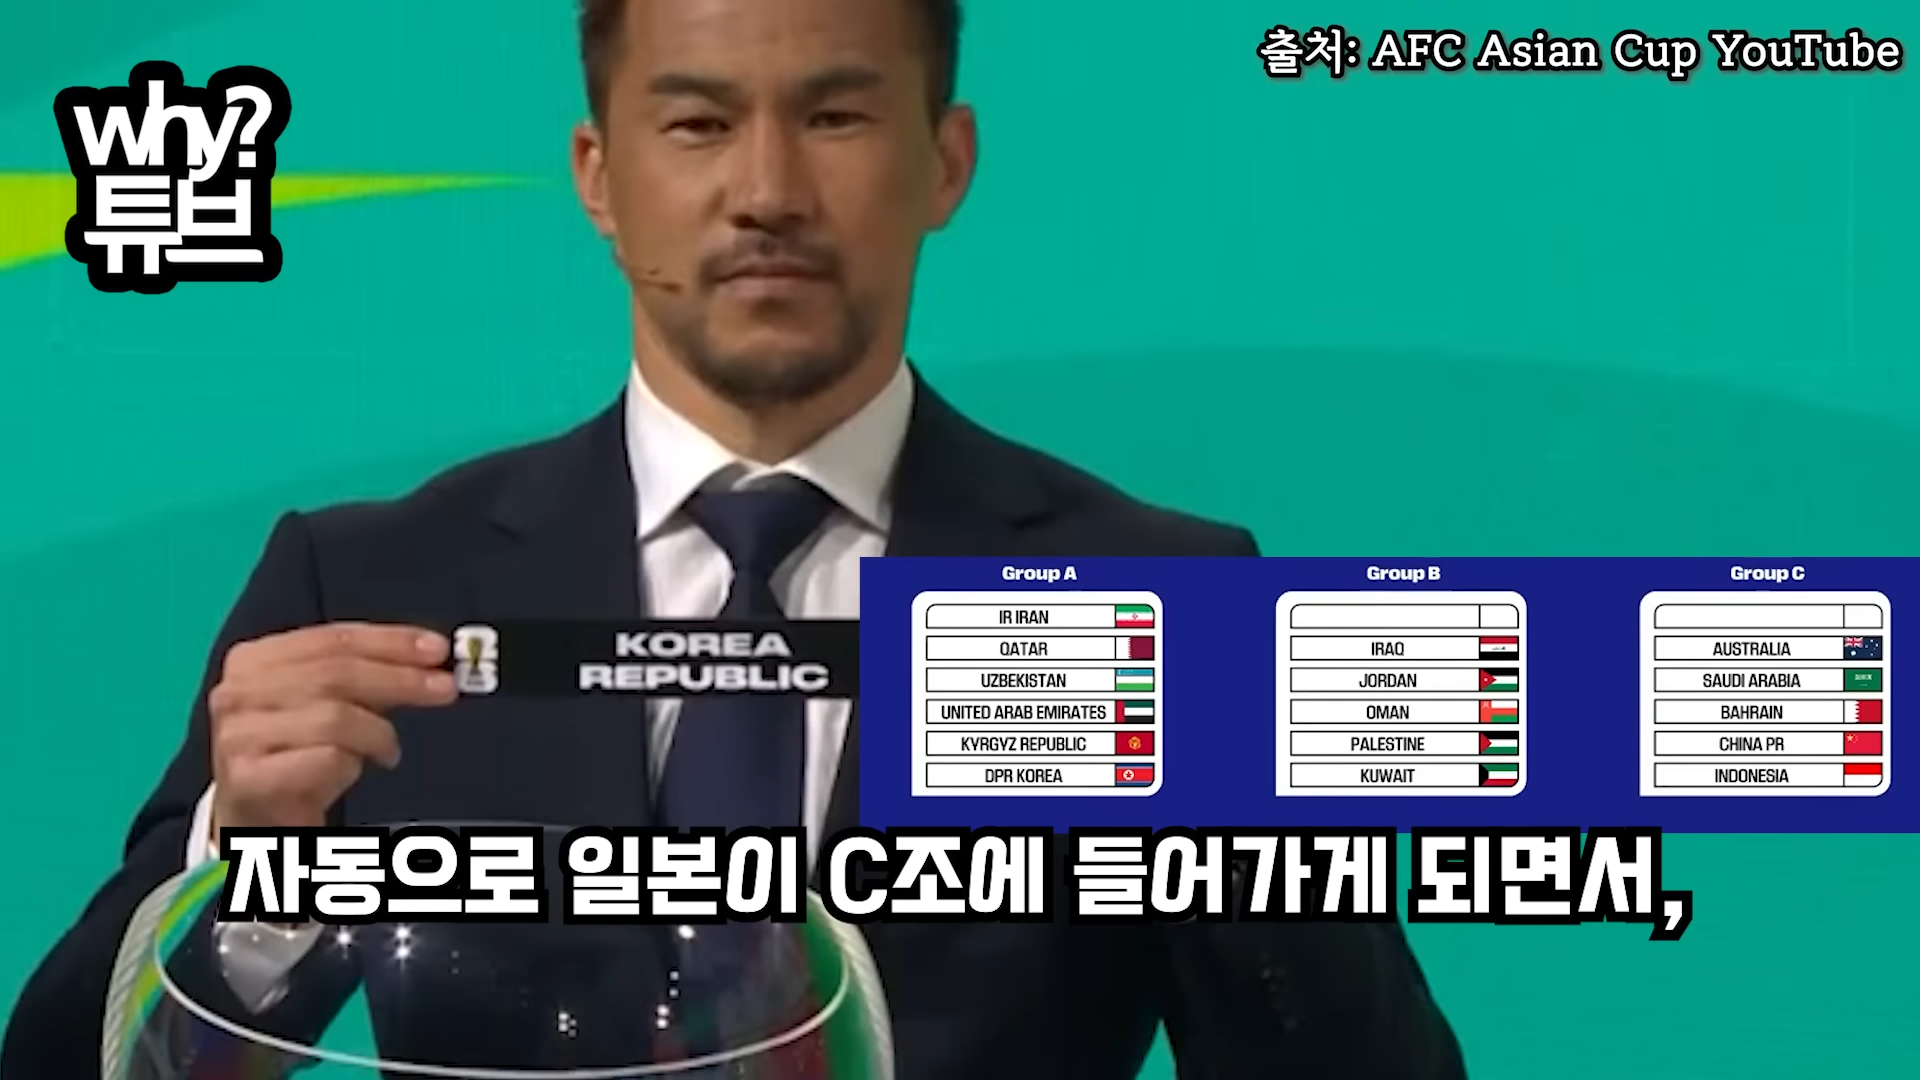 출처: AFC Asian Cup YouTube
why?
튜브
KOREA
REPUBLIC
Group A
IR IRAN
QATAR
UZBEKISTAN
UNITED ARAB EMIRATES
KYRGYZ REPUBLIC
DPR KOREA
Group B
IRAQ
JORDAN
OMAN
PALESTINE
KUWAIT
Group C
AUSTRALIA
SAUDI ARABIA
BAHRAIN
CHINA PR
INDONESIA
자동으로 일본이 C조에 들어가게 되면서,